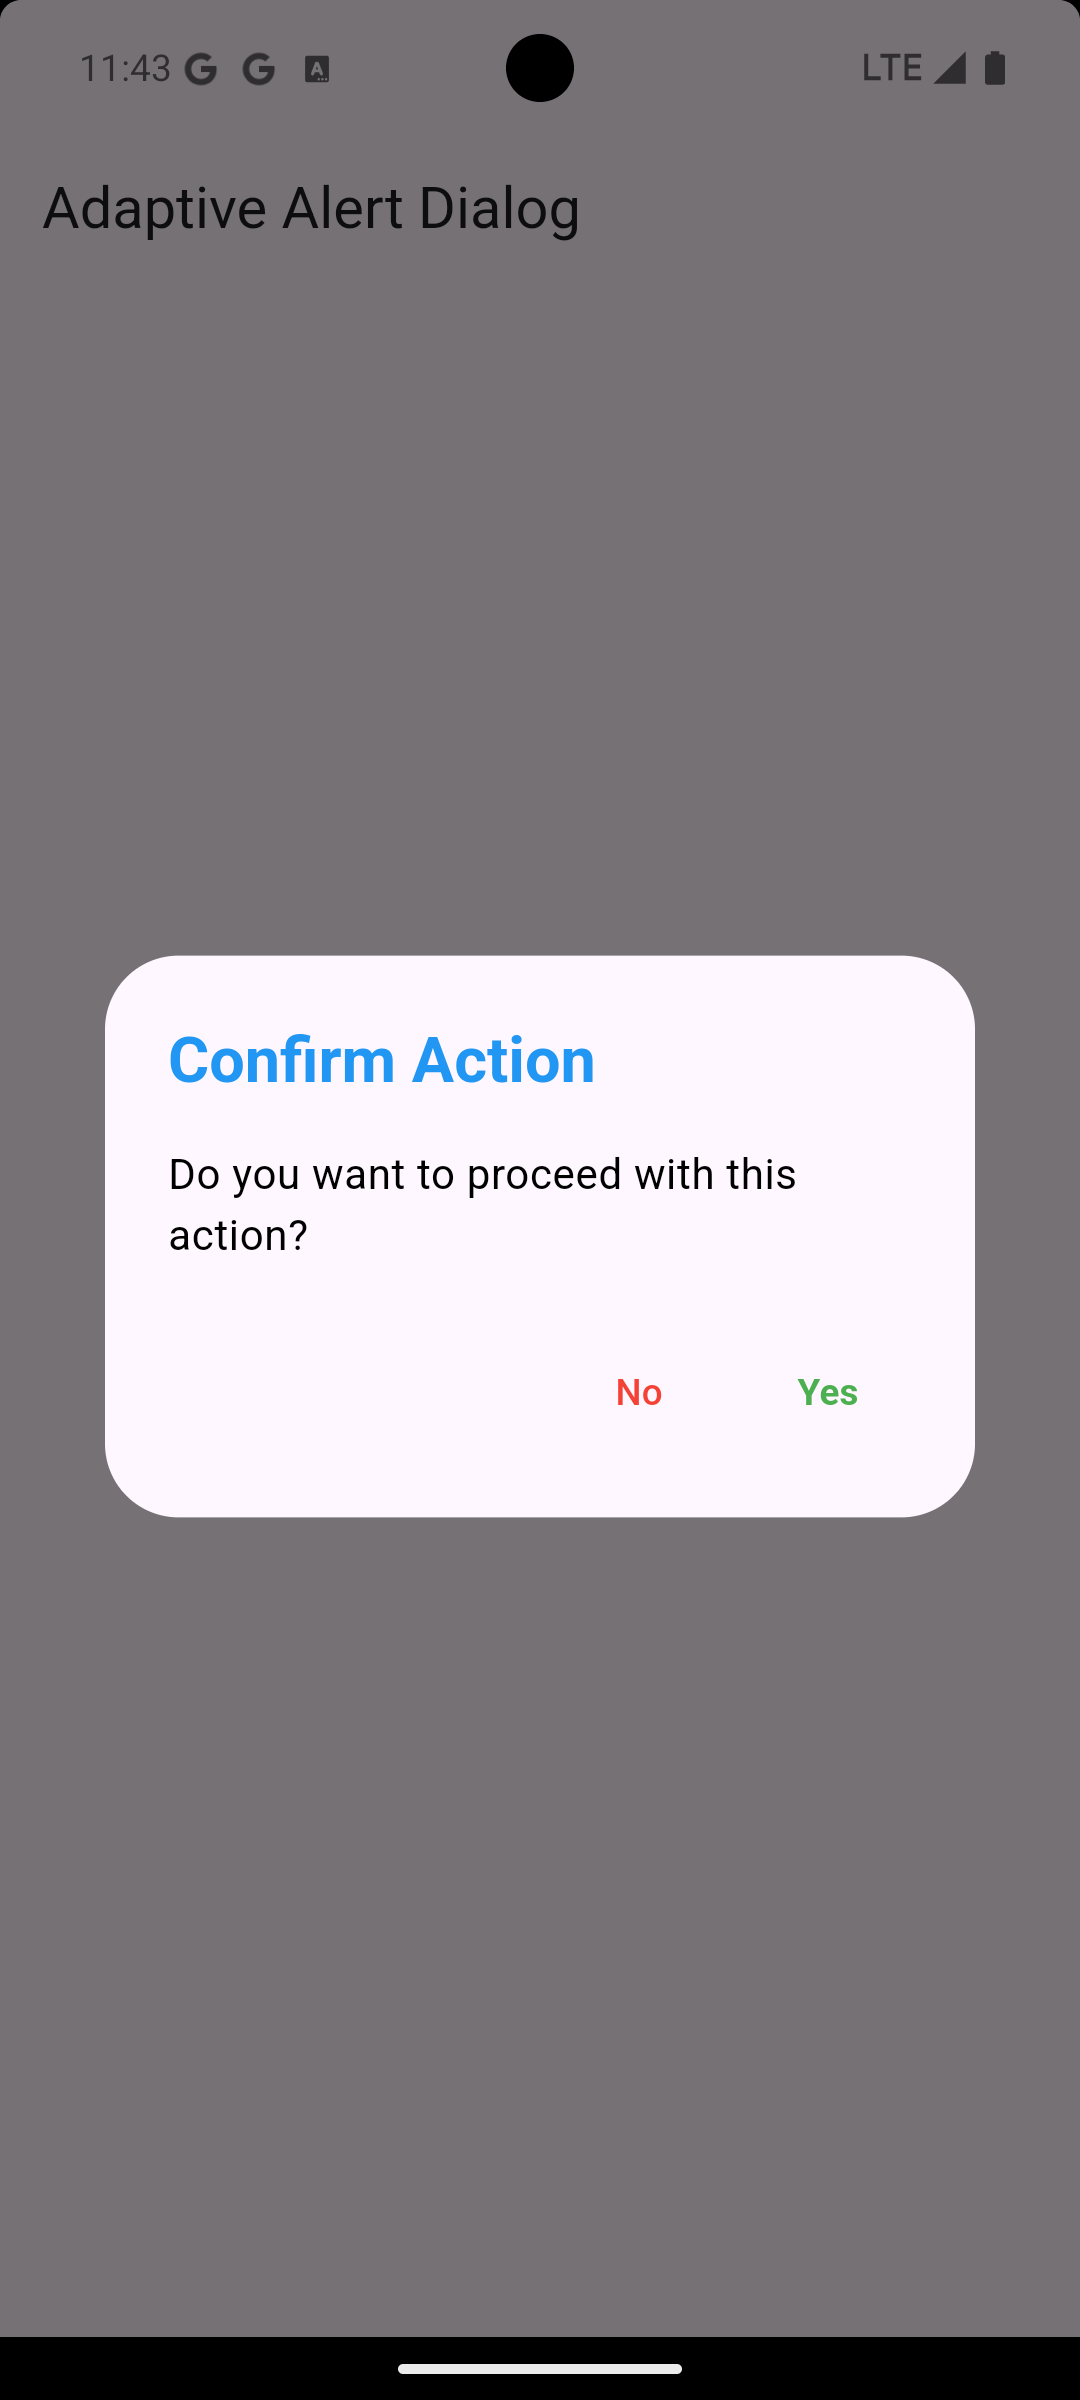 11:43
LTE
Adaptive Alert Dialog
Confirm Action
Do you want to proceed with this
action?
No Yes